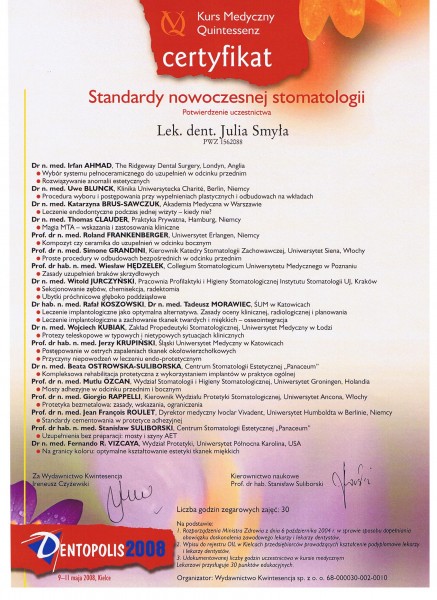 Kurs Medyczny
Quintessenz
certyfikat
Standardy nowoczesnej stomatologii
Potwierdzenie uczestnictwa
Lek. dent. Julia Smyła
PWZ 1562088
Dr n. med. Irfan AHMAD, The Ridgeway Dental Surgery, Londyn, Anglia
• Wybór systemu pełnoceramicznego do uzupełnień w odcinku przednim
• Rozwiązywanie anomalii estetycznych
Dr n. med. Uwe BLUNCK, Klinika Uniwersytecka Charité, Berlin, Niemcy
• Procedura wyboru i postępowania przy wypełnieniach plastycznych i odbudowach na wkładach
Dr n. med. Katarzyna BRUS-SAWCZUK, Akademia Medyczna w Warszawie
• Leczenie endodontyczne podczas jednej wizyty – kiedy nie?
Dr n. med. Thomas CLAUDER, Praktyka Prywatna, Hamburg, Niemcy
• Magia MTA – wskazania i zastosowania kliniczne
Prof. dr n. med. Roland FRANKENBERGER, Uniwersytet Erlangen, Niemcy
• Kompozyt czy ceramika do uzupełnień w odcinku bocznym
Prof. dr n. med. Simone GRANDINI, Kierownik Katedry Stomatologii Zachowawczej, Uniwersytet Siena, Włochy
• Proste procedury w odbudowach bezpośrednich w odcinku przednim
Prof. dr hab. n. med. Wiesław HĘDZELEK, Collegium Stomatologicum Uniwersytetu Medycznego w Poznaniu
• Zasady uzupełnień braków skrzydłowych
Dr n. med. Witold JURCZYŃSKI, Pracownia Profilaktyki i Higieny Stomatologicznej Instytutu Stomatologii UJ, Kraków
• Sekcjonowanie zębów, chemisekcja, radektomia
• Ubytki próchnicowe głęboko poddziąsłowe
Dr hab. n. med. Rafał KOSZOWSKI, Dr n. med. Tadeusz MORAWIEC, ŚUM w Katowicach
• Leczenie implantologiczne jako optymalna alternatywa. Zasady oceny klinicznej, radiologicznej i planowania
• Leczenie implantologiczne a zachowanie tkanek twardych i miękkich – osseointegracja
Dr n. med. Wojciech KUBIAK, Zakład Propedeutyki Stomatologicznej, Uniwersytet Medyczny w Łodzi
• Protezy teleskopowe w typowych i nietypowych sytuacjach klinicznych
Prof. dr hab. n. med. Jerzy KRUPIŃSKI, Śląski Uniwersytet Medyczny w Katowicach
• Postępowanie w ostrych zapaleniach tkanek okołowierzchołkowych
• Przyczyny niepowodzeń w leczeniu endo-protetycznym
Dr n. med. Beata OSTROWSKA-SULIBORSKA, Centrum Stomatologii Estetycznej „Panaceum”
• Kompleksowa rehabilitacja protetyczna z wykorzystaniem implantów w praktyce ogólnej
Prof. dr n. med. Mutlu ÖZCAN, Wydział Stomatologii i Higieny Stomatologicznej, Uniwersytet Groningen, Holandia
• Mosty adhezyjne w odcinku przednim i bocznym
Prof. dr n. med. Giorgio RAPPELLI, Kierownik Wydziału Protetyki Stomatologicznej, Uniwersytet Ancona, Włochy
• Protetyka bezmetalowa: zasady, wskazania, ograniczenia
Prof. dr n. med. Jean François ROULET, Dyrektor medyczny Ivoclar Vivadent, Uniwersytet Humboldta w Berlinie, Niemcy
• Standardy cementowania w protetyce adhezyjnej
Prof. dr hab. n. med. Stanisław SULIBORSKI, Centrum Stomatologii Estetycznej „Panaceum”
• Uzupełnienia bez preparacji: mosty i szyny AET
Dr n. med. Fernando R. VIZCAYA, Wydział Protetyki, Uniwersytet Północna Karolina, USA
• Na granicy koloru: optymalne kształtowanie estetyki tkanek miękkich
Za Wydawnictwo Kwintesencja
Ireneusz Czyżewski
Kierownictwo naukowe
Prof. dr hab. Stanisław Suliborski
Liczba godzin zegarowych zajęć: 30
Na podstawie:
1. Rozporządzenia Ministra Zdrowia z dnia 6 października 2004 r. w sprawie sposobu dopełniania
obowiązku doskonalenia zawodowego lekarzy i lekarzy dentystów.
2. Wpisu do rejestru OIL w Kielcach przedsiębiorców prowadzących kształcenie podyplomowe lekarzy
i lekarzy dentystów.
3. Udokumentowanej liczby godzin uczestnictwa w kursie medycznym
Lekarzowi przysługuje 30 punktów edukacyjnych.
Organizator: Wydawnictwo Kwintesencja sp. z o. o. 68-000030-002-0010
DENTOPOLIS 2008
9–11 maja 2008, Kielce